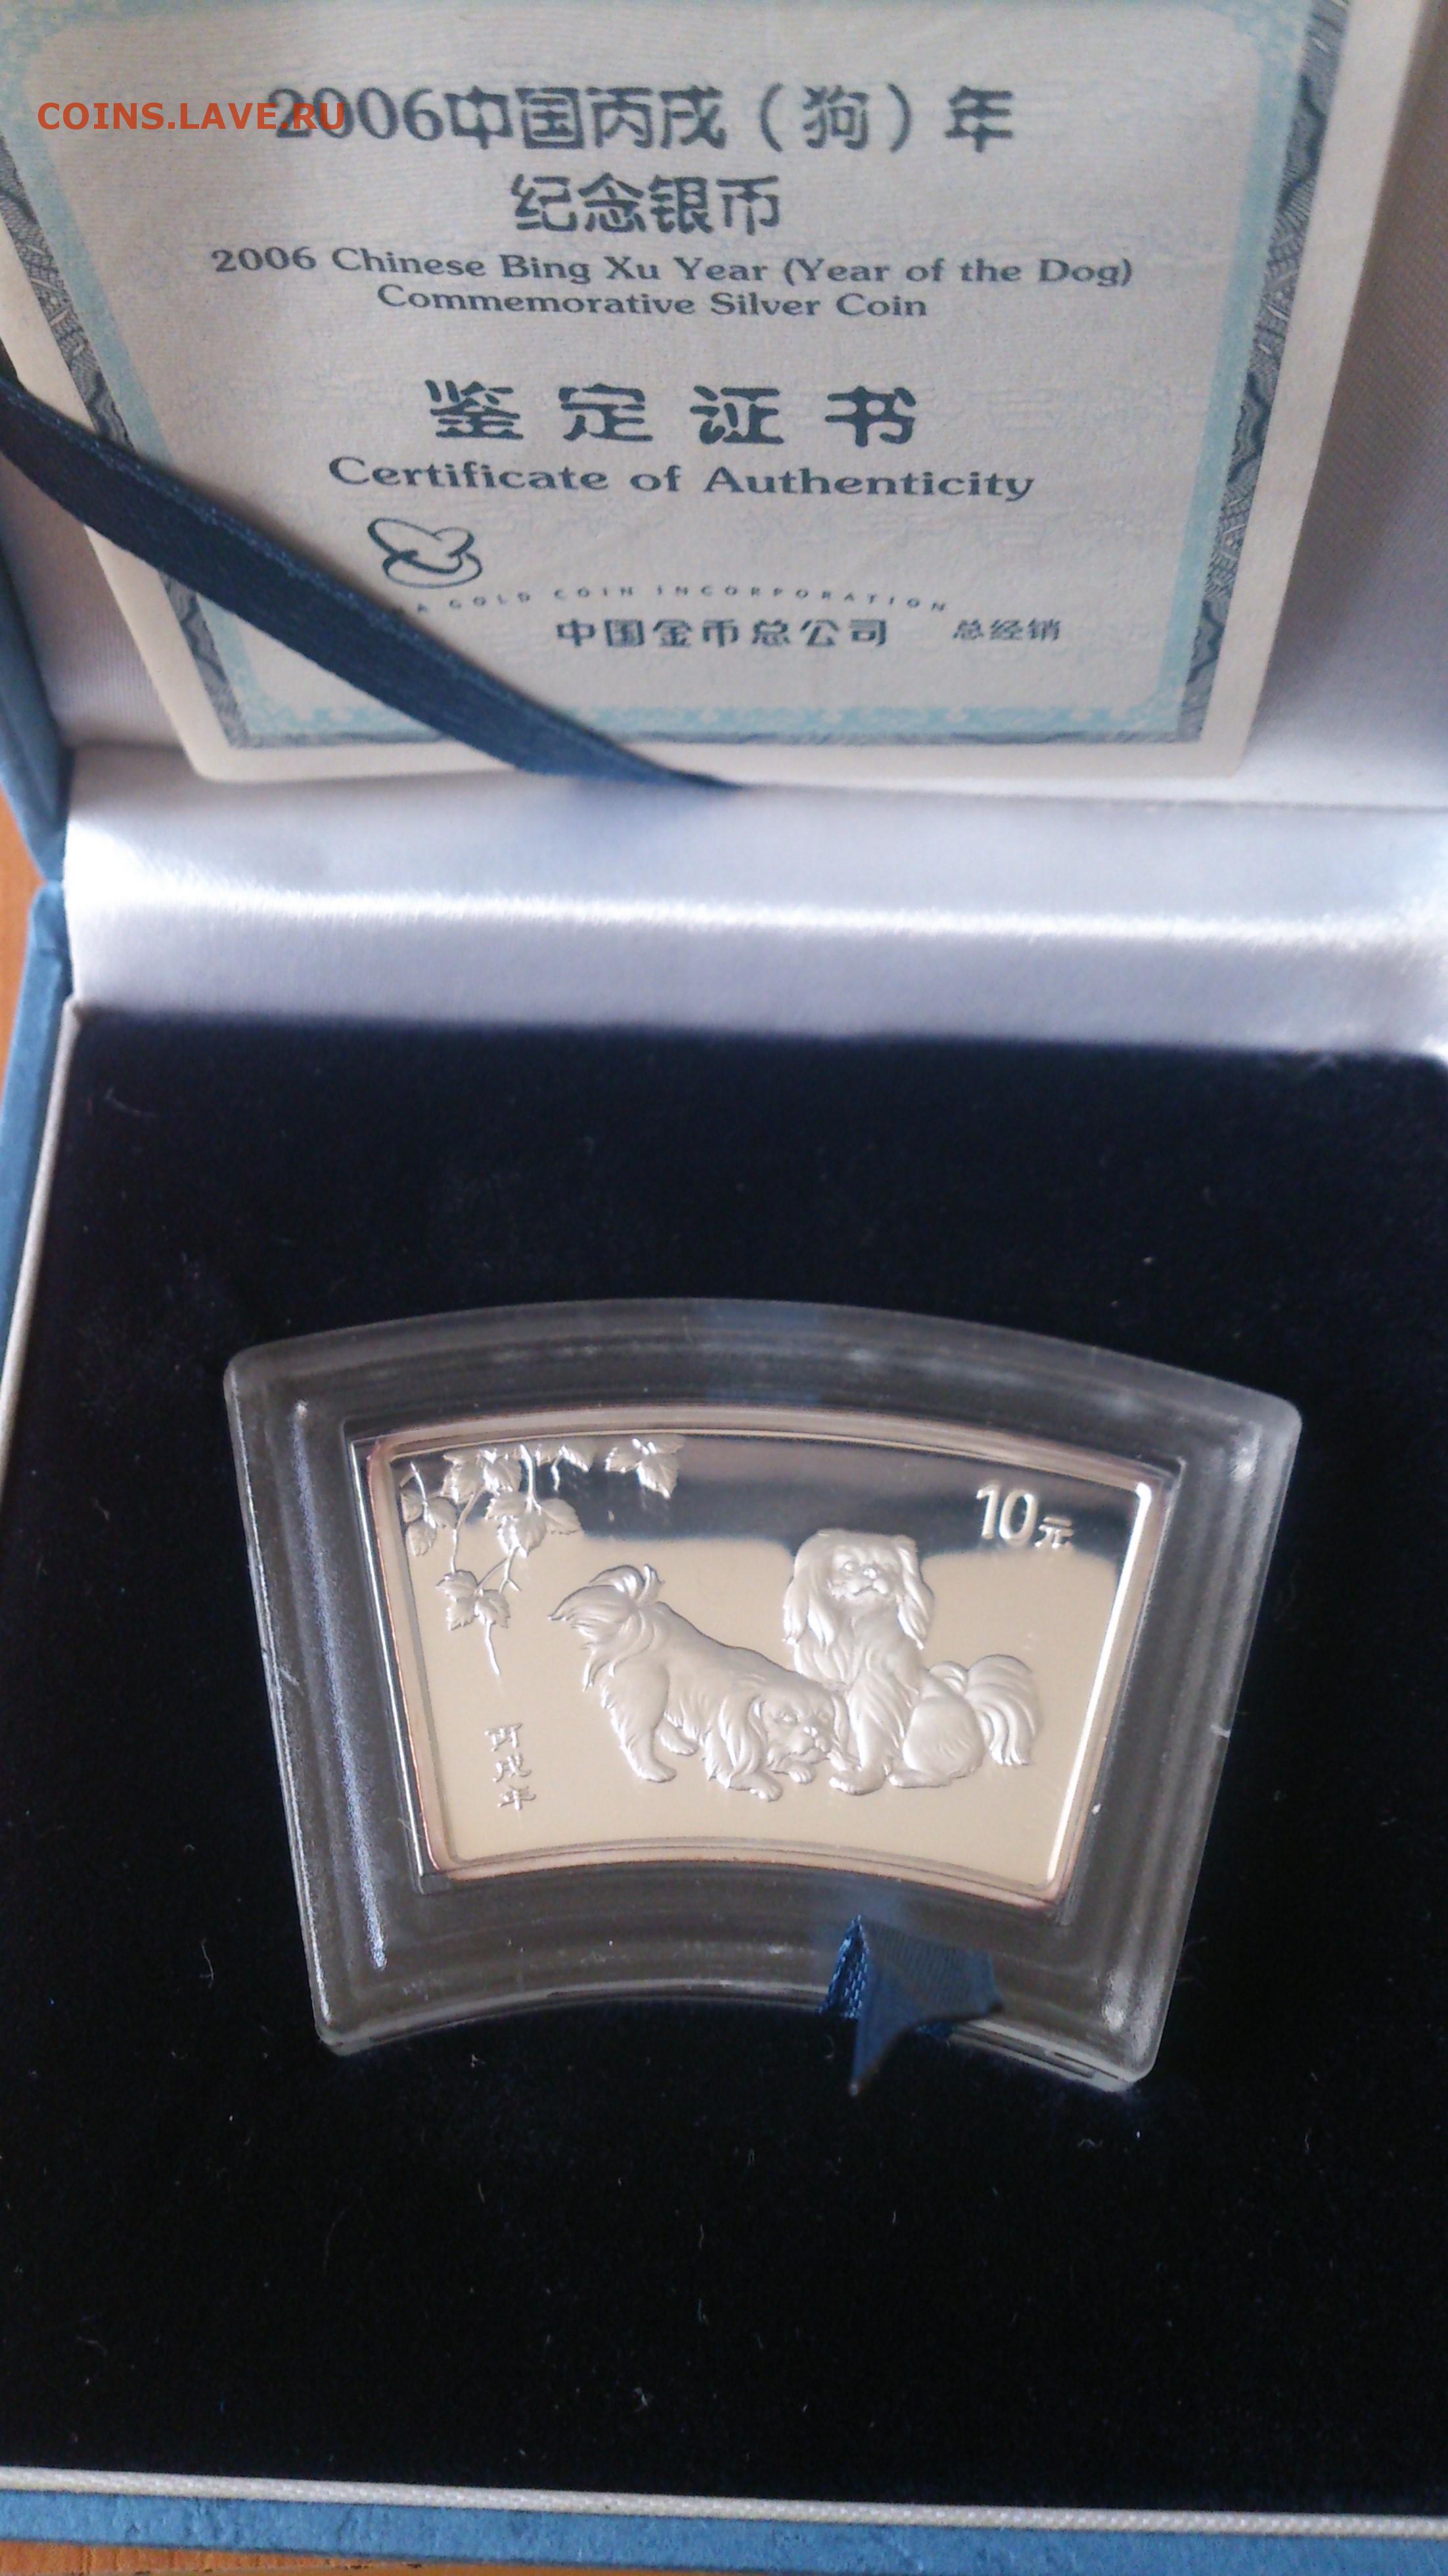 COINS.LAVE.RU
2006中国丙戌（狗）年
纪念银币
2006 Chinese Bing Xu Year (Year of the Dog)
Commemorative Silver Coin
鉴定证书
Certificate of Authenticity
A GOLD COIN INCORPORATION
中国金币总公司 总经销
10元
丙戌年